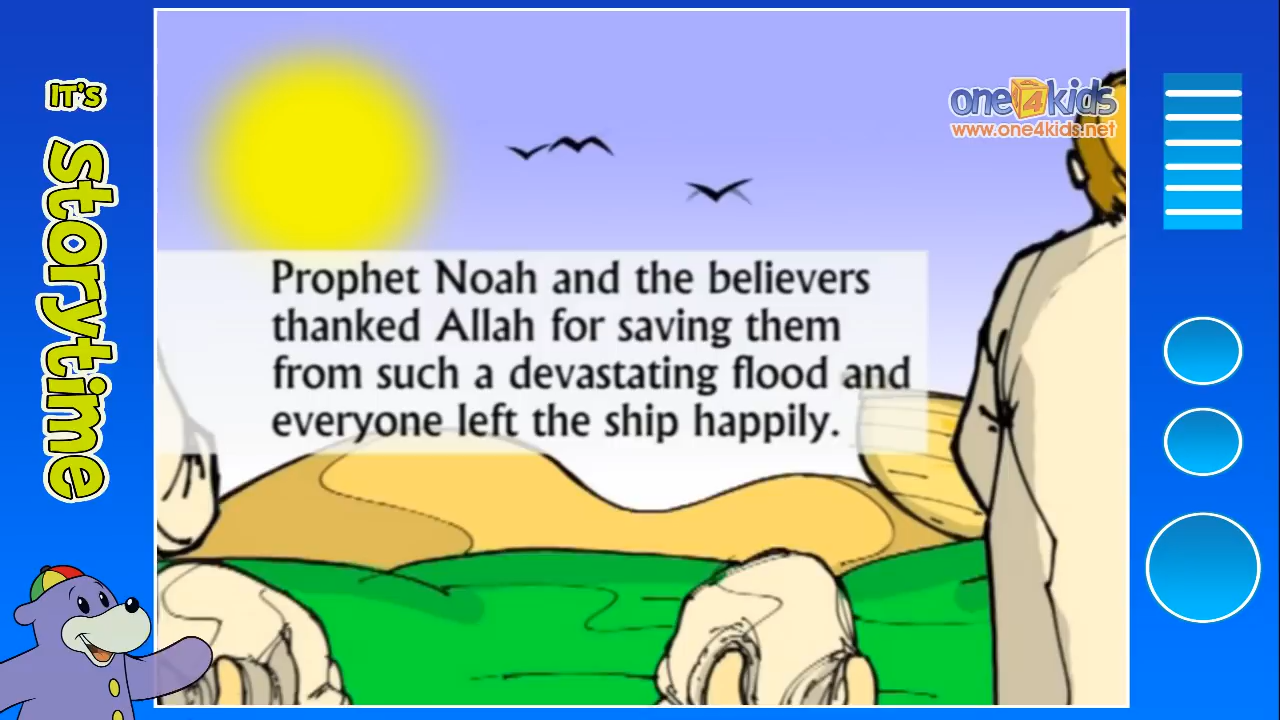 IT's
Storytime
one4kids
www.one4kids.net
Prophet Noah and the believers
thanked Allah for saving them
from such a devastating flood and
everyone left the ship happily.